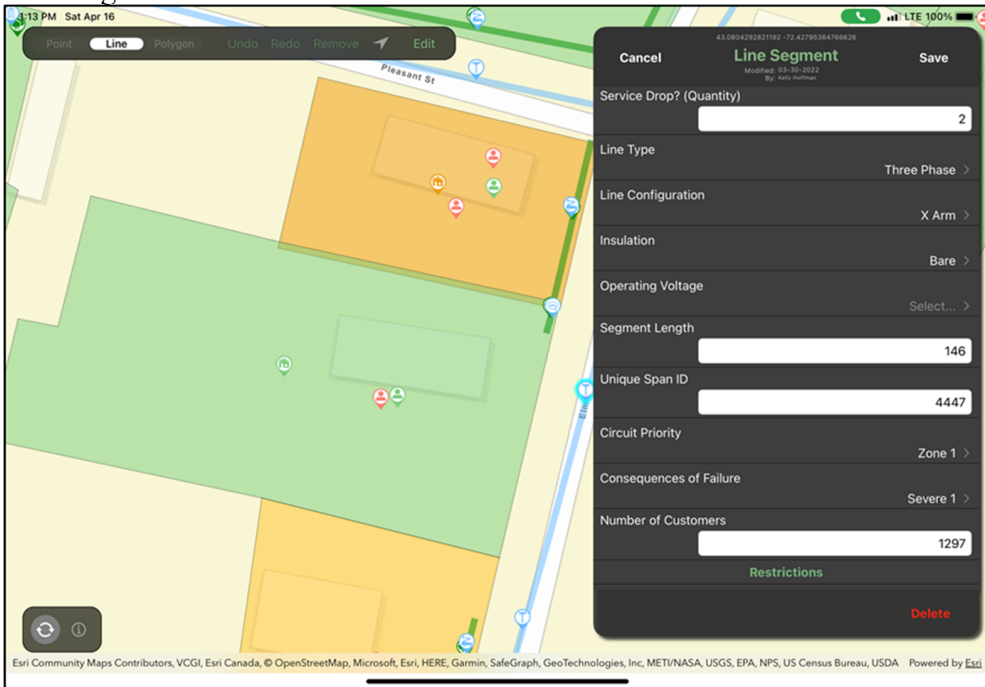 4:13 PM Sat Apr 16
LTE 100%
Point Line Polygon Undo Redo Remove Edit
43.0804292821192 -72.42795384766626
Cancel Line Segment Save
Modified: 03-30-2022
By: Kelly Hoffman
Pleasant St
Service Drop? (Quantity)
2
Line Type
Three Phase >
Line Configuration
X Arm >
Insulation
Bare >
Operating Voltage
Select... >
Segment Length
146
Unique Span ID
4447
Circuit Priority
Zone 1 >
Consequences of Failure
Severe 1 >
Number of Customers
1297
Restrictions
Delete
Esri Community Maps Contributors, VCGI, Esri Canada, © OpenStreetMap, Microsoft, Esri, HERE, Garmin, SafeGraph, GeoTechnologies, Inc, METI/NASA, USGS, EPA, NPS, US Census Bureau, USDA Powered by Esri